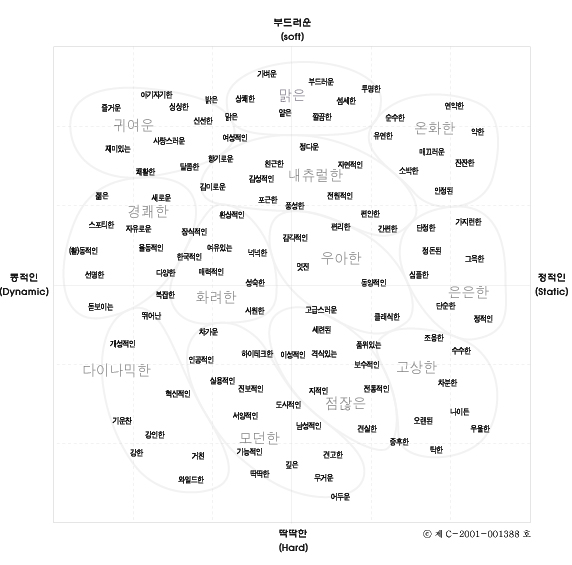 부드러운
(soft)
가벼운
부드러운
투명한
아기자기한
맑은
밝은
상쾌한
섬세한
싱싱한
연약한
즐거운
맑은
옅은
깔끔한
순수한
신선한
귀여운
온화한
약한
유연한
여성적인
사랑스러운
재미있는
정다운
매끄러운
향기로운
친근한
자연적인
잔잔한
달콤한
쾌활한
소박한
내츄럴한
김성적인
김미로운
안정된
젊은
새로운
포근한
전원적인
풍성한
경쾌한
환상적인
편안한
스포티한
자유로운
장식적인
편리한
간편한
단정한
가지런한
감각적인
율동적인
여유있는
(활)동적인
넉넉한
정돈된
한국적인
우아한
그윽한
멋진
동적인
(Dynamic)
선명한
다양한
매력적인
심플한
정적인
(Static)
성숙한
동양적인
은은한
복잡한
화려한
돋보이는
단순한
뛰어난
사원한
고급스러운
클래식한
정적인
차가운
세련된
조용한
개성적인
품위있는
수수한
하이테크한
이성적인
격식있는
인공적인
보수적인
고상한
다이나믹한
실용적인
차분한
진보적인
지적인
전통적인
혁신적인
점잖은
도시적인
나이든
서양적인
기운찬
오랜된
남성적인
견실한
우울한
강인한
모던한
중후한
기능적인
탁한
강한
거친
견고한
깊은
딱딱한
와일드한
무거운
어두운
ⓒ 제 C-2001-001388 호
딱딱한
(Hard)